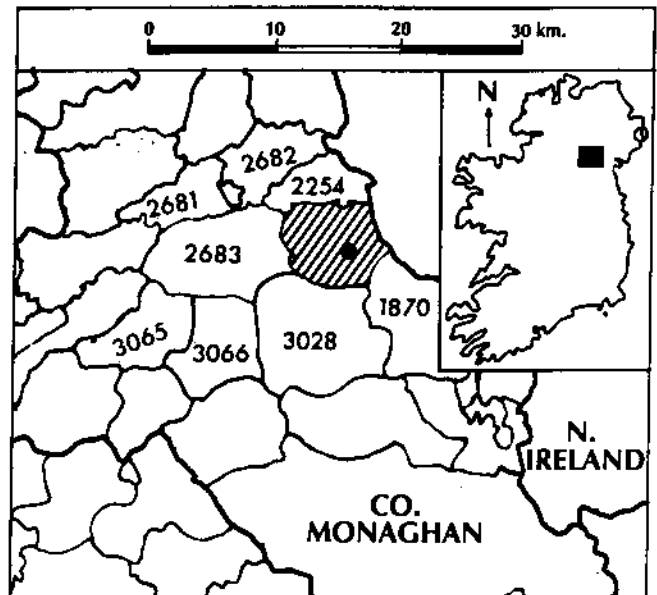 0 10 20 30 km.
N
2682
2254
2681
2683
1870
3065
3066
3028
N.
IRELAND
CO.
MONAGHAN